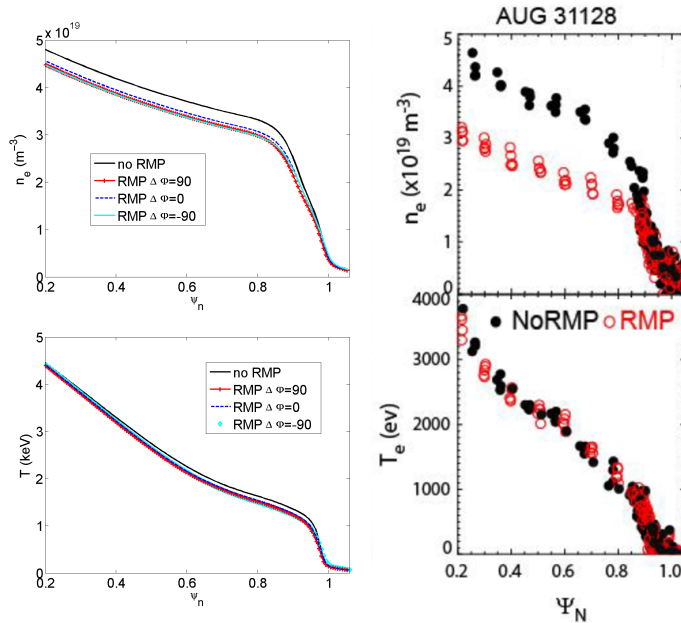 x 10^19
5
4
3
2
1
0
n_e (m^-3)
no RMP
RMP Δ Φ=90
RMP Δ Φ=0
RMP Δ Φ=-90
0.2 0.4 0.6 0.8 1
ψ_n
5
4
3
2
1
0
T (keV)
no RMP
RMP Δ Φ=90
RMP Δ Φ=0
RMP Δ Φ=-90
0.2 0.4 0.6 0.8 1
ψ_n
AUG 31128
5
4
3
2
1
0
n_e (x10^19 m^-3)
4000
3000
2000
1000
0
T_e (ev)
NoRMP RMP
0.2 0.4 0.6 0.8 1.0
Ψ_N